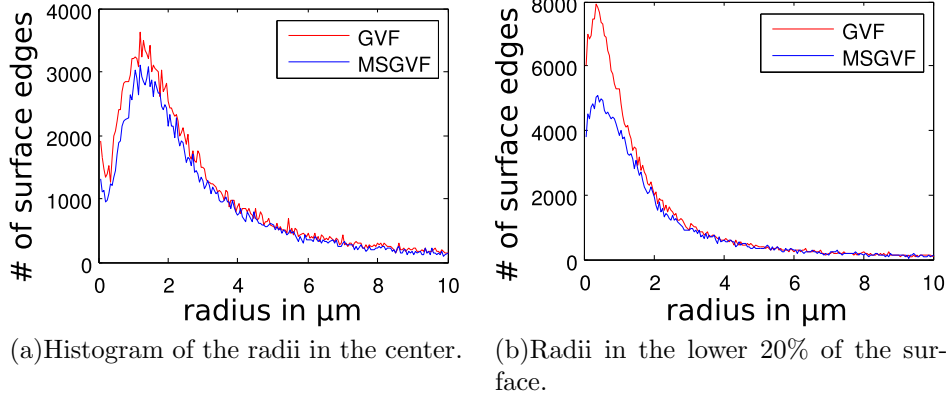 GVF
MSGVF
# of surface edges
4000
3000
2000
1000
0
0 2 4 6 8 10
radius in µm
(a)Histogram of the radii in the center.
GVF
MSGVF
# of surface edges
8000
6000
4000
2000
0
0 2 4 6 8 10
radius in µm
(b)Radii in the lower 20% of the sur-
face.